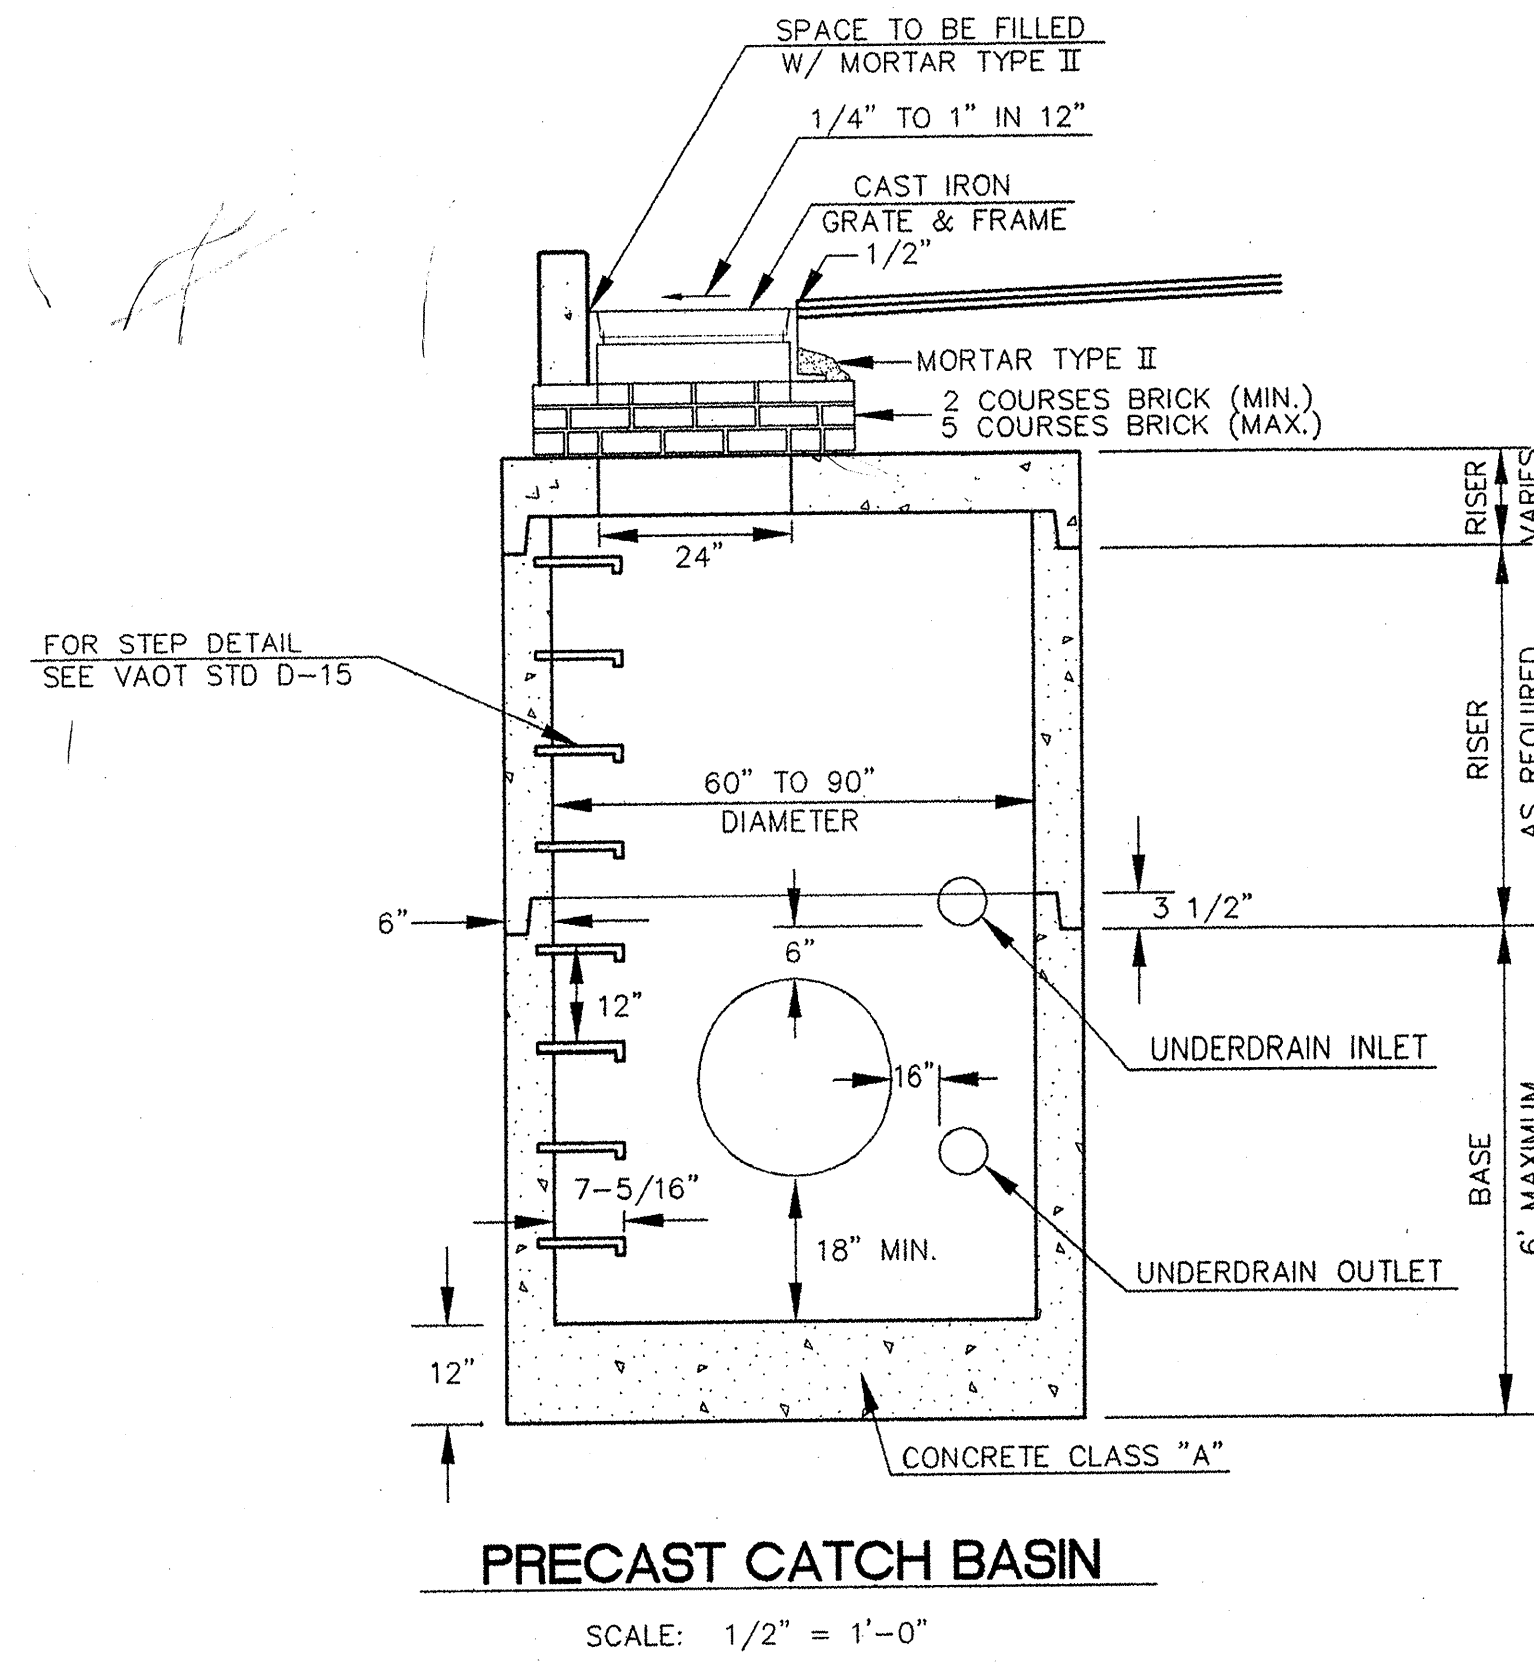 SPACE TO BE FILLED
W/ MORTAR TYPE II
1/4" TO 1" IN 12"
CAST IRON
GRATE & FRAME
1/2"
MORTAR TYPE II
2 COURSES BRICK (MIN.)
5 COURSES BRICK (MAX.)
RISER
VARIES
24"
FOR STEP DETAIL
SEE VAOT STD D-15
RISER
AS REQUIRED
60" TO 90"
DIAMETER
3 1/2"
6"
6"
12"
UNDERDRAIN INLET
16"
BASE
6' MAXIMUM
7-5/16"
18" MIN.
UNDERDRAIN OUTLET
12"
CONCRETE CLASS "A"
PRECAST CATCH BASIN
SCALE: 1/2" = 1'-0"